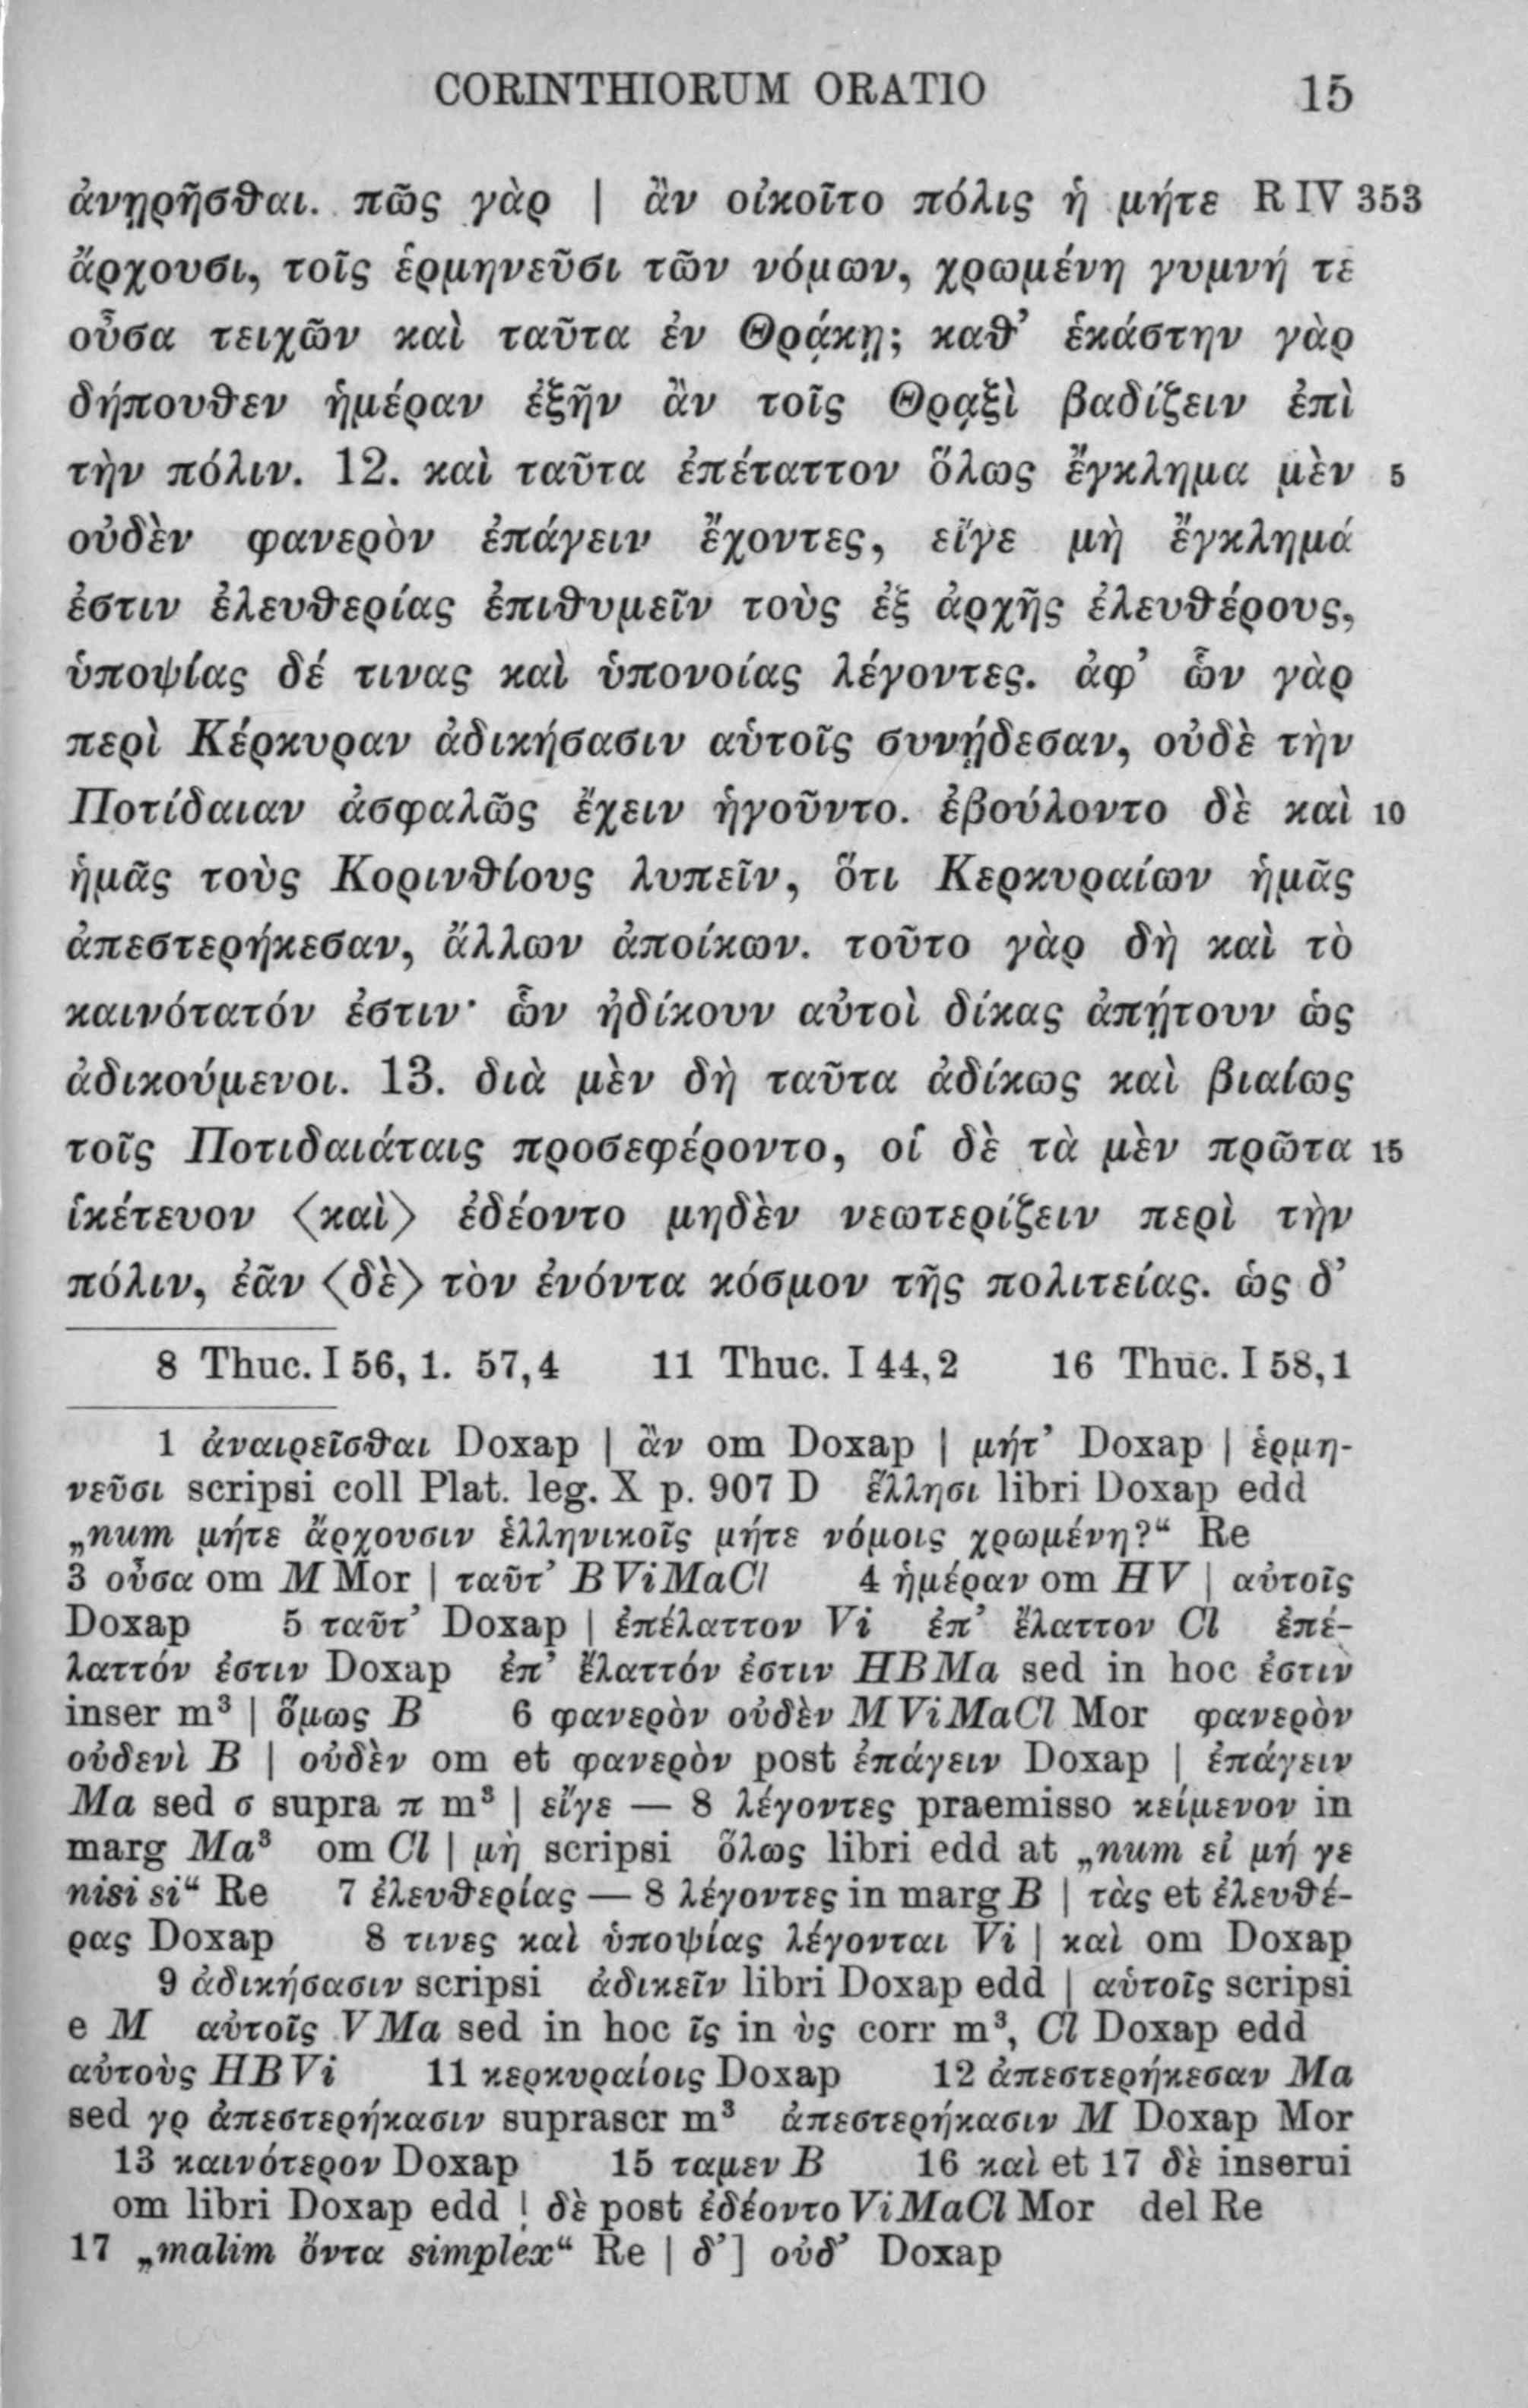 CORINTHIORUM ORATIO 15
ἀνῃρῆσθαι. πῶς γὰρ | ἂν οἰκοῖτο πόλις ἡ μήτε R IV 353
ἄρχουσι, τοῖς ἑρμηνεῦσι τῶν νόμων, χρωμένη γυμνή τε
οὖσα τειχῶν καὶ ταῦτα ἐν Θρᾴκῃ; καθ’ ἑκάστην γὰρ
δήπουθεν ἡμέραν ἐξῆν ἂν τοῖς Θρᾳξὶ βαδίζειν ἐπὶ
τὴν πόλιν. 12. καὶ ταῦτα ἐπέταττον ὅλως ἔγκλημα μὲν 5
οὐδὲν φανερὸν ἐπάγειν ἔχοντες, εἴγε μὴ ἔγκλημά
ἐστιν ἐλευθερίας ἐπιθυμεῖν τοὺς ἐξ ἀρχῆς ἐλευθέρους,
ὑποψίας δέ τινας καὶ ὑπονοίας λέγοντες. ἀφ’ ὧν γὰρ
περὶ Κέρκυραν ἀδικήσασιν αὑτοῖς συνῄδεσαν, οὐδὲ τὴν
Ποτίδαιαν ἀσφαλῶς ἔχειν ἡγοῦντο. ἐβούλοντο δὲ καὶ 10
ἡμᾶς τοὺς Κορινθίους λυπεῖν, ὅτι Κερκυραίων ἡμᾶς
ἀπεστερήκεσαν, ἄλλων ἀποίκων. τοῦτο γὰρ δὴ καὶ τὸ
καινότατόν ἐστιν· ὧν ἠδίκουν αὐτοὶ δίκας ἀπῄτουν ὡς
ἀδικούμενοι. 13. διὰ μὲν δὴ ταῦτα ἀδίκως καὶ βιαίως
τοῖς Ποτιδαιάταις προσεφέροντο, οἱ δὲ τὰ μὲν πρῶτα 15
ἱκέτευον ⟨καὶ⟩ ἐδέοντο μηδὲν νεωτερίζειν περὶ τὴν
πόλιν, ἐᾶν ⟨δὲ⟩ τὸν ἐνόντα κόσμον τῆς πολιτείας. ὡς δ’
8 Thuc. I 56, 1. 57, 4 11 Thuc. I 44, 2 16 Thuc. I 58, 1
1 ἀναιρεῖσθαι Doxap | ἂν om Doxap | μήτ’ Doxap | ἑρμη-
νεῦσι scripsi coll Plat. leg. X p. 907 D ἕλλησι libri Doxap edd
„num μήτε ἄρχουσιν ἑλληνικοῖς μήτε νόμοις χρωμένη?“ Re
3 οὖσα om M Mor | ταῦτ’ B Vi Ma Cl 4 ἡμέραν om HV | αὐτοῖς
Doxap 5 ταῦτ’ Doxap | ἐπέλαττον Vi ἐπ’ ἔλαττον Cl ἐπέ-
λαττόν ἐστιν Doxap ἐπ’ ἔλαττόν ἐστιν HBMa sed in hoc ἐστιν
inser m³ | ὅμως B 6 φανερὸν οὐδὲν M Vi Ma Cl Mor φανερὸν
οὐδενὶ B | οὐδὲν om et φανερὸν post ἐπάγειν Doxap | ἐπάγειν
Ma sed σ supra π m³ | εἴγε — 8 λέγοντες praemisso κείμενον in
marg Ma³ om Cl | μὴ scripsi ὅλως libri edd at „num εἰ μή γε
nisi si“ Re 7 ἐλευθερίας — 8 λέγοντες in marg B | τὰς et ἐλευθέ-
ρας Doxap 8 τινες καὶ ὑποψίας λέγονται Vi | καὶ om Doxap
9 ἀδικήσασιν scripsi ἀδικεῖν libri Doxap edd | αὑτοῖς scripsi
e M αὐτοῖς V Ma sed in hoc ῖς in ὺς corr m³, Cl Doxap edd
αὐτοὺς HB Vi 11 κερκυραίοις Doxap 12 ἀπεστερήκεσαν Ma
sed γρ ἀπεστερήκασιν suprascr m³ ἀπεστερήκασιν M Doxap Mor
13 καινότερον Doxap 15 ταμεν B 16 καὶ et 17 δὲ inserui
om libri Doxap edd | δὲ post ἐδέοντο Vi Ma Cl Mor del Re
17 „malim ὄντα simplex“ Re | δ’] οὐδ’ Doxap